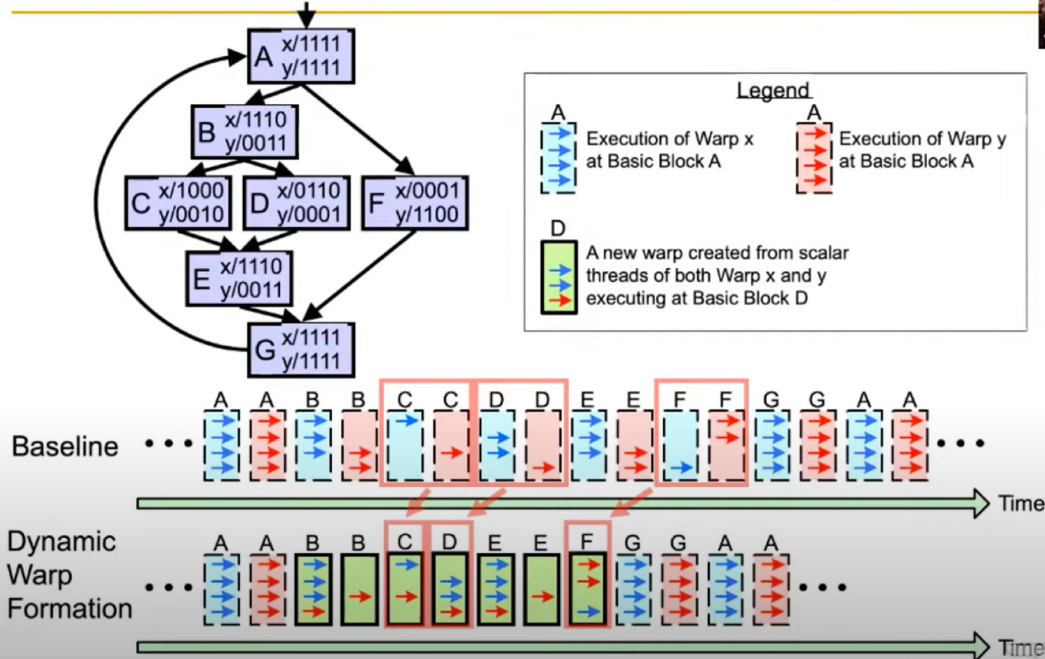 A x/1111
y/1111
B x/1110
y/0011
C x/1000
y/0010
D x/0110
y/0001
F x/0001
y/1100
E x/1110
y/0011
G x/1111
y/1111
Legend
A
Execution of Warp x
at Basic Block A
A
Execution of Warp y
at Basic Block A
D
A new warp created from scalar
threads of both Warp x and y
executing at Basic Block D
A A B B C C D D E E F F G G A A
Baseline
Time
Dynamic
Warp
Formation
A A B B C D E E F G G A A
Time